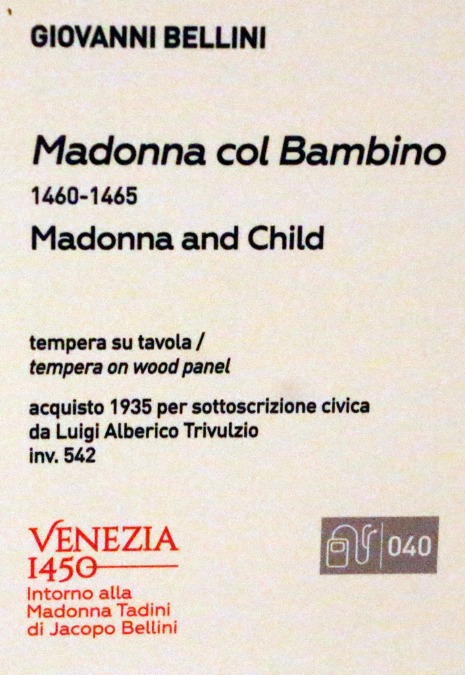 GIOVANNI BELLINI
Madonna col Bambino
1460-1465
Madonna and Child
tempera su tavola /
tempera on wood panel
acquisto 1935 per sottoscrizione civica
da Luigi Alberico Trivulzio
inv. 542
VENEZIA
1450
Intorno alla
Madonna Tadini
di Jacopo Bellini
040